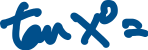 tan x° =